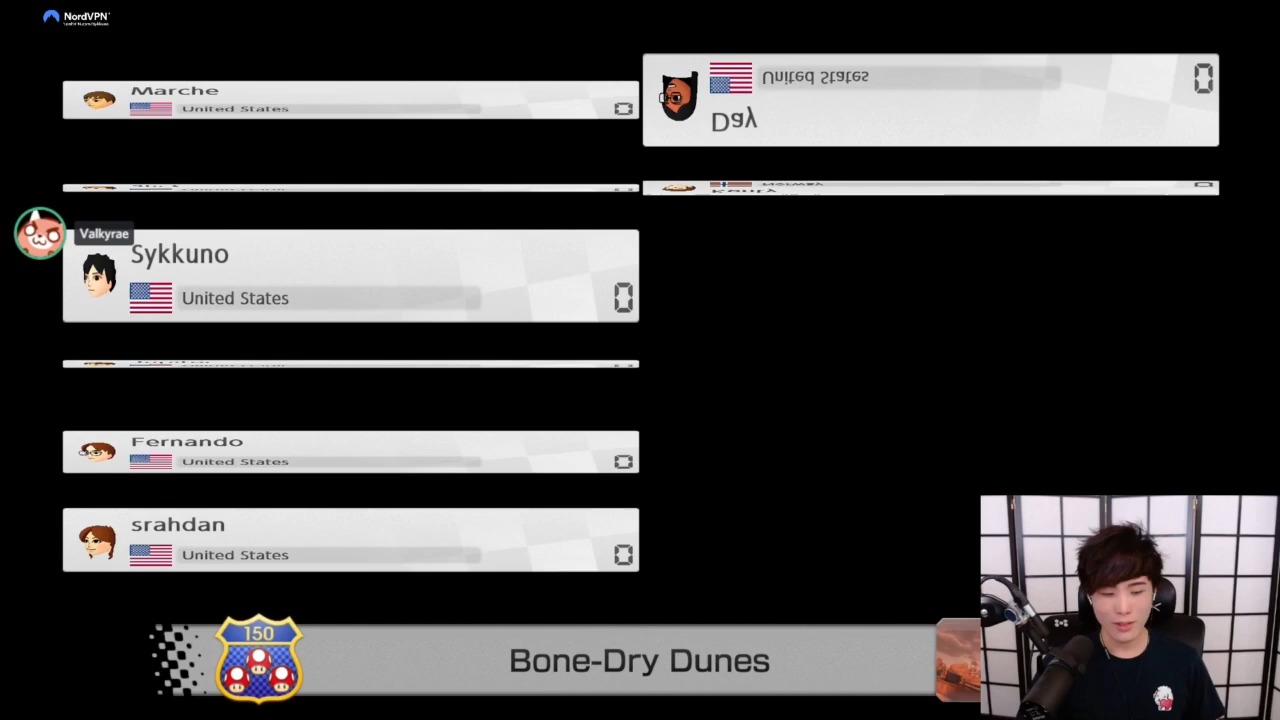 NordVPN
Marche
United States
0
United States
0
Day
Norway
Valkyrae
Sykkuno
United States
0
Fernando
United States
0
srahdan
United States
0
150
Bone-Dry Dunes